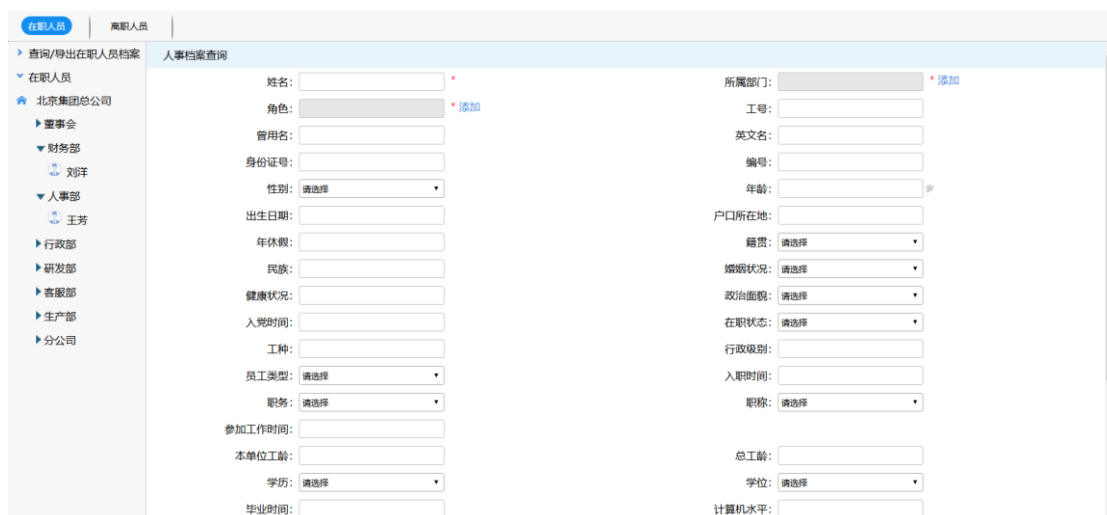 在职人员
离职人员
查询/导出在职人员档案
在职人员
北京集团总公司
董事会
财务部
刘洋
人事部
王芳
行政部
研发部
客服部
生产部
分公司
人事档案查询
姓名: * 所属部门: * 添加
角色: * 添加 工号:
曾用名: 英文名:
身份证号: 编号:
性别: 请选择 年龄: 岁
出生日期: 户口所在地:
年休假: 籍贯: 请选择
民族: 婚姻状况: 请选择
健康状况: 政治面貌: 请选择
入党时间: 在职状态: 请选择
工种: 行政级别:
员工类型: 请选择 入职时间:
职务: 请选择 职称: 请选择
参加工作时间:
本单位工龄: 总工龄:
学历: 请选择 学位: 请选择
毕业时间: 计算机水平: